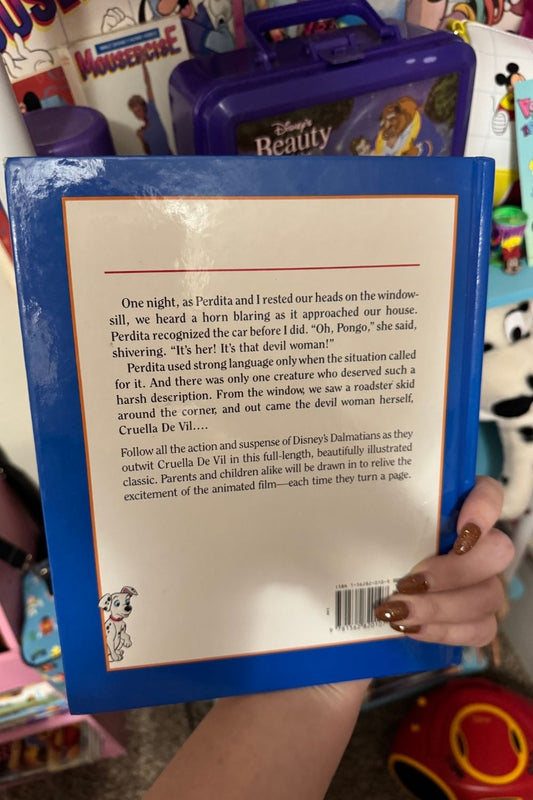 MOUSERCISE
Disney's
Beauty
One night, as Perdita and I rested our heads on the window-
sill, we heard a horn blaring as it approached our house.
Perdita recognized the car before I did. “Oh, Pongo,” she said,
shivering. “It's her! It's that devil woman!”
Perdita used strong language only when the situation called
for it. And there was only one creature who deserved such a
harsh description. From the window, we saw a roadster skid
around the corner, and out came the devil woman herself,
Cruella De Vil....
Follow all the action and suspense of Disney's Dalmatians as they
outwit Cruella De Vil in this full-length, beautifully illustrated
classic. Parents and children alike will be drawn in to relive the
excitement of the animated film—each time they turn a page.
ISBN 1-56282-010-4